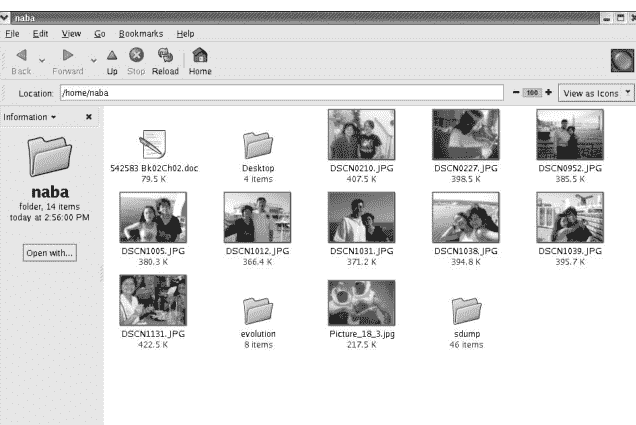 naba
File Edit View Go Bookmarks Help
Back Forward Up Stop Reload Home
Location: /home/naba 100 View as Icons
Information
naba
folder, 14 items
today at 2:56:00 PM
Open with...
542583 Bk02Ch02.doc Desktop DSCN0210.JPG DSCN0227.JPG DSCN0952.JPG
79.5 K 4 items 407.5 K 398.5 K 385.5 K
DSCN1005.JPG DSCN1012.JPG DSCN1031.JPG DSCN1038.JPG DSCN1039.JPG
380.3 K 366.4 K 371.2 K 394.8 K 395.7 K
DSCN1131.JPG evolution Picture_18_3.jpg sdump
422.5 K 8 items 217.5 K 46 items